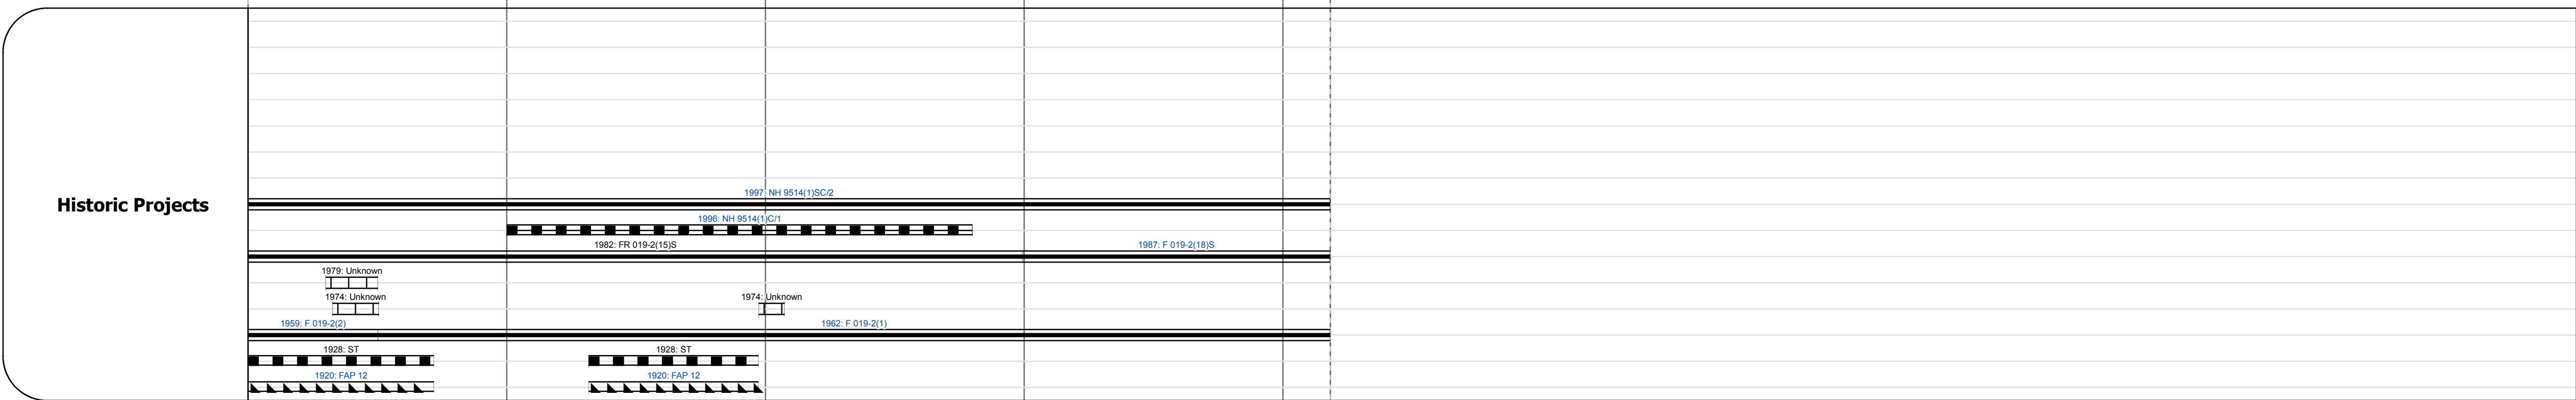 Historic Projects
1997: NH 9514(1)SC/2
1996: NH 9514(1)C/1
1982: FR 019-2(15)S
1987: F 019-2(18)S
1979: Unknown
1974: Unknown
1974: Unknown
1959: F 019-2(2)
1962: F 019-2(1)
1928: ST
1928: ST
1920: FAP 12
1920: FAP 12